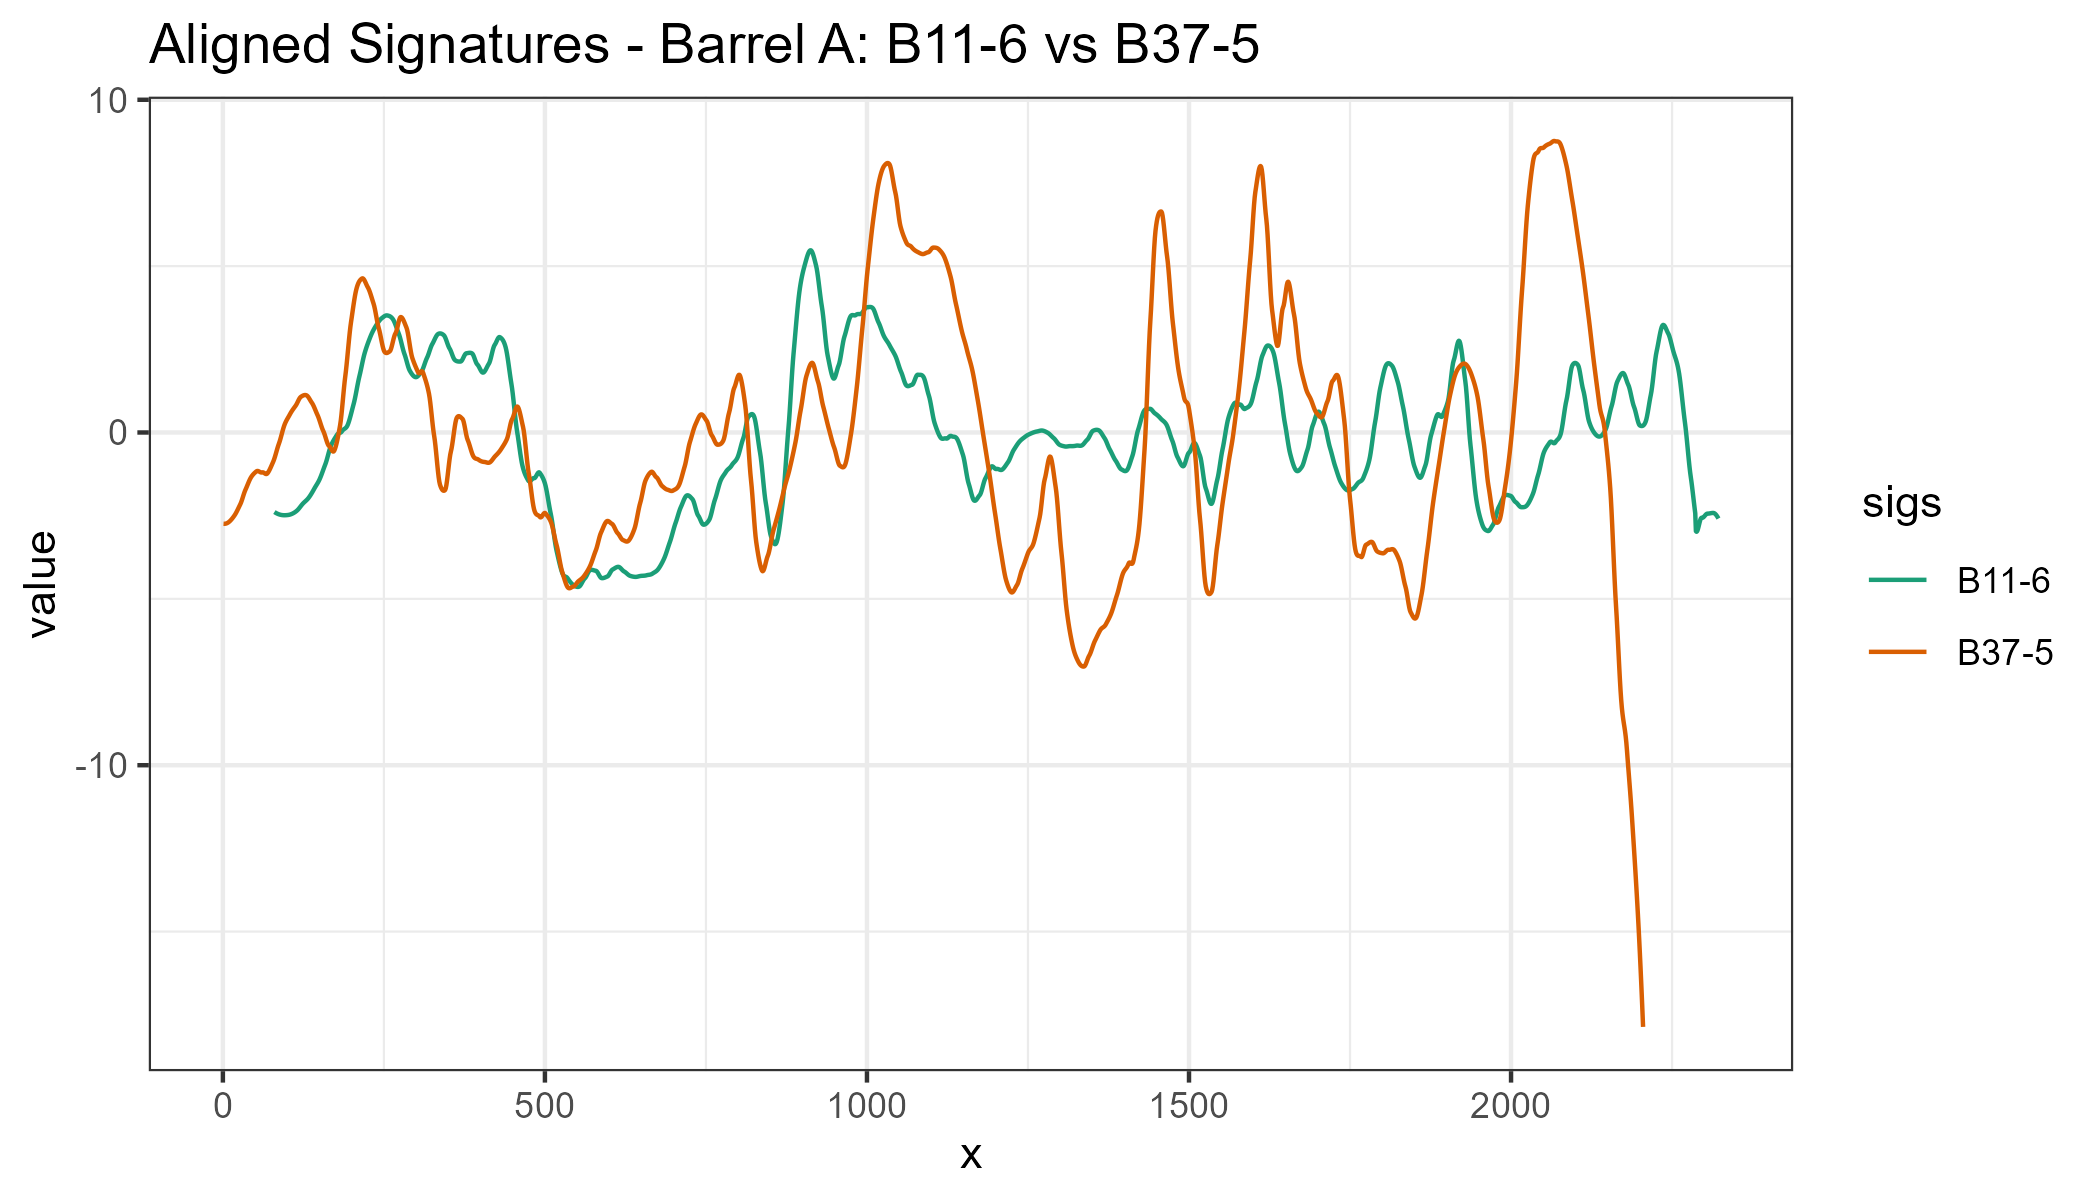 Aligned Signatures - Barrel A: B11-6 vs B37-5
10
0
-10
value
0 500 1000 1500 2000
x
sigs
B11-6
B37-5